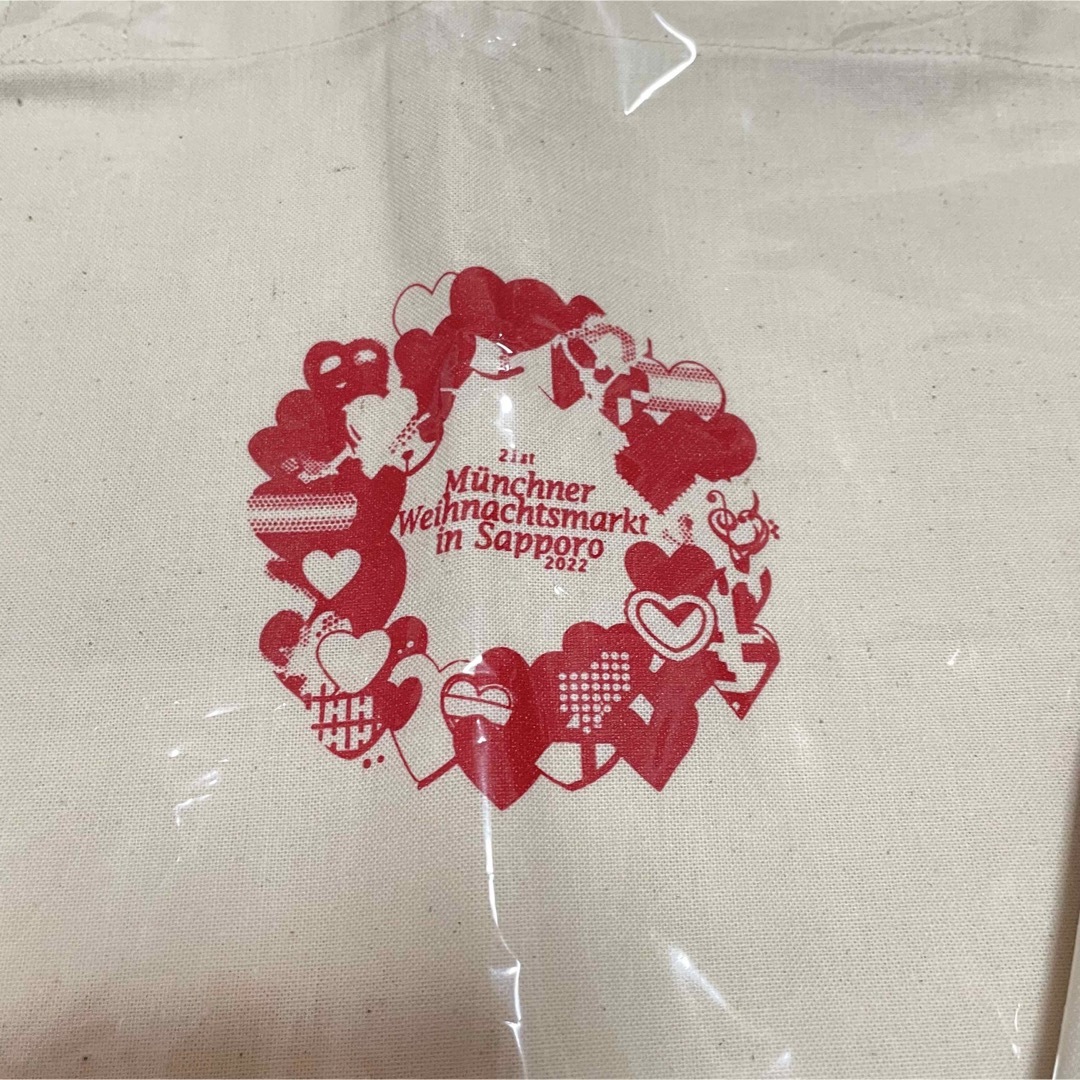 21st
Münchner
Weihnachtsmarkt
in Sapporo
2022